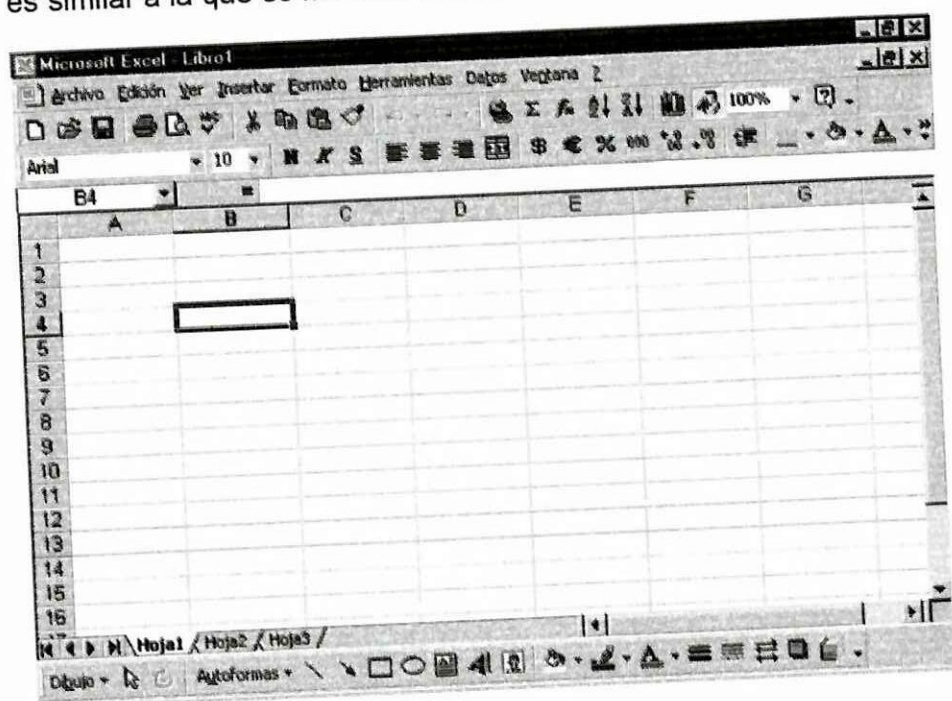 es similar a la que se
Microsoft Excel - Libro1
Archivo Edición Ver Insertar Formato Herramientas Datos Ventana ?
100%
Arial 10 N K S $ € % 000
B4 =
A B C D E F G
1
2
3
4
5
6
7
8
9
10
11
12
13
14
15
16
Hoja1 Hoja2 Hoja3
Dibujo Autoformas